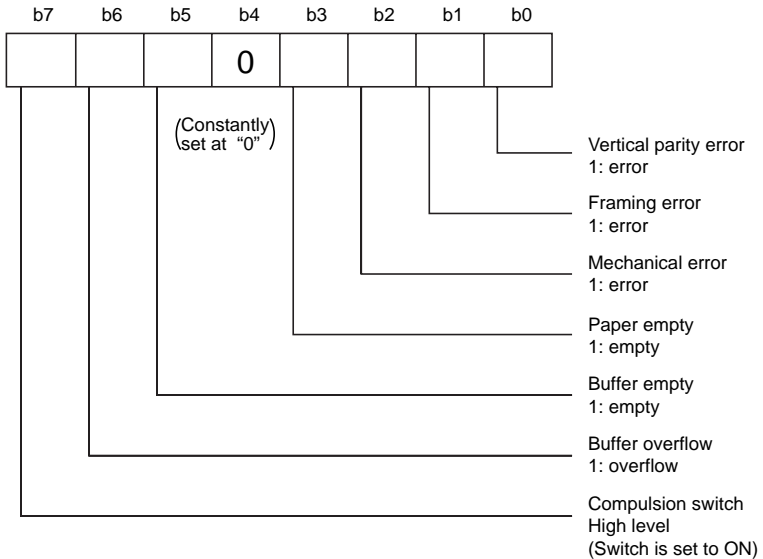 b7 b6 b5 b4 b3 b2 b1 b0
0
(Constantly
set at “0”)
Vertical parity error
1: error
Framing error
1: error
Mechanical error
1: error
Paper empty
1: empty
Buffer empty
1: empty
Buffer overflow
1: overflow
Compulsion switch
High level
(Switch is set to ON)